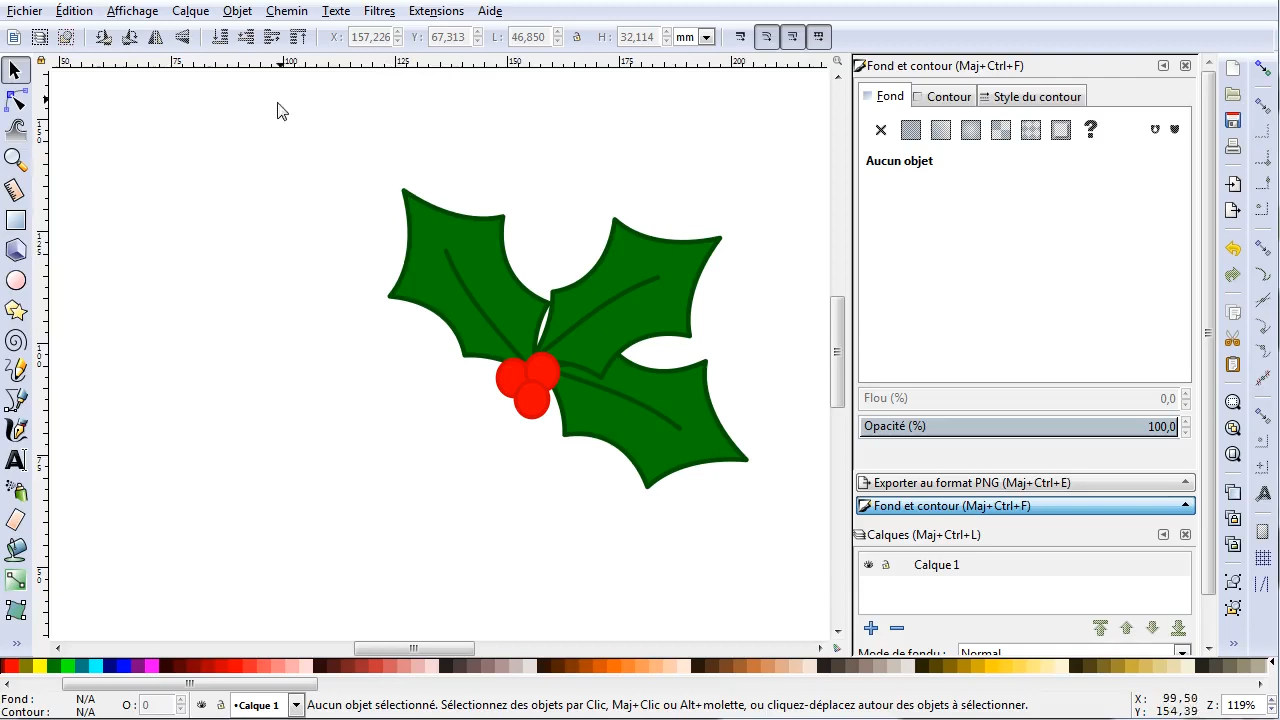 Fichier Édition Affichage Calque Objet Chemin Texte Filtres Extensions Aide
X: 157,226 Y: 67,313 L: 46,850 H: 32,114 mm
50 75 100 125 150 175 200
Fond et contour (Maj+Ctrl+F)
Fond Contour Style du contour
Aucun objet
Flou (%) 0,0
Opacité (%) 100,0
Exporter au format PNG (Maj+Ctrl+E)
Fond et contour (Maj+Ctrl+F)
Calques (Maj+Ctrl+L)
Calque 1
Mode de fondu : Normal
Fond: N/A
Contour: N/A
O: 0
•Calque 1
Aucun objet sélectionné. Sélectionnez des objets par Clic, Maj+Clic ou Alt+molette, ou cliquez-déplacez autour des objets à sélectionner.
X: 99,50
Y: 154,39
Z: 119%